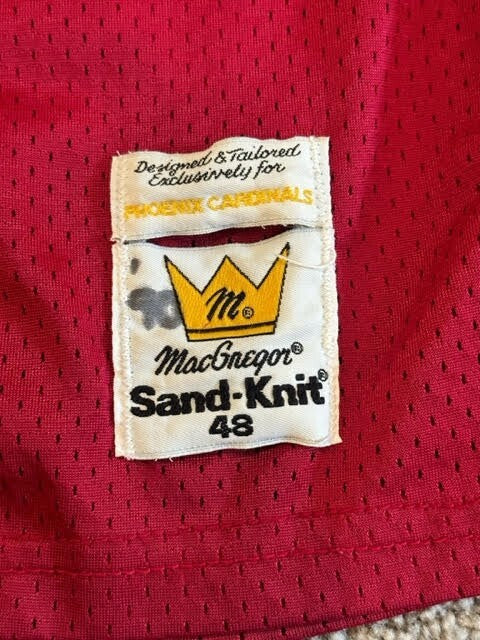 Designed & Tailored
Exclusively for
PHOENIX CARDINALS
M®
MacGregor®
Sand-Knit®
48